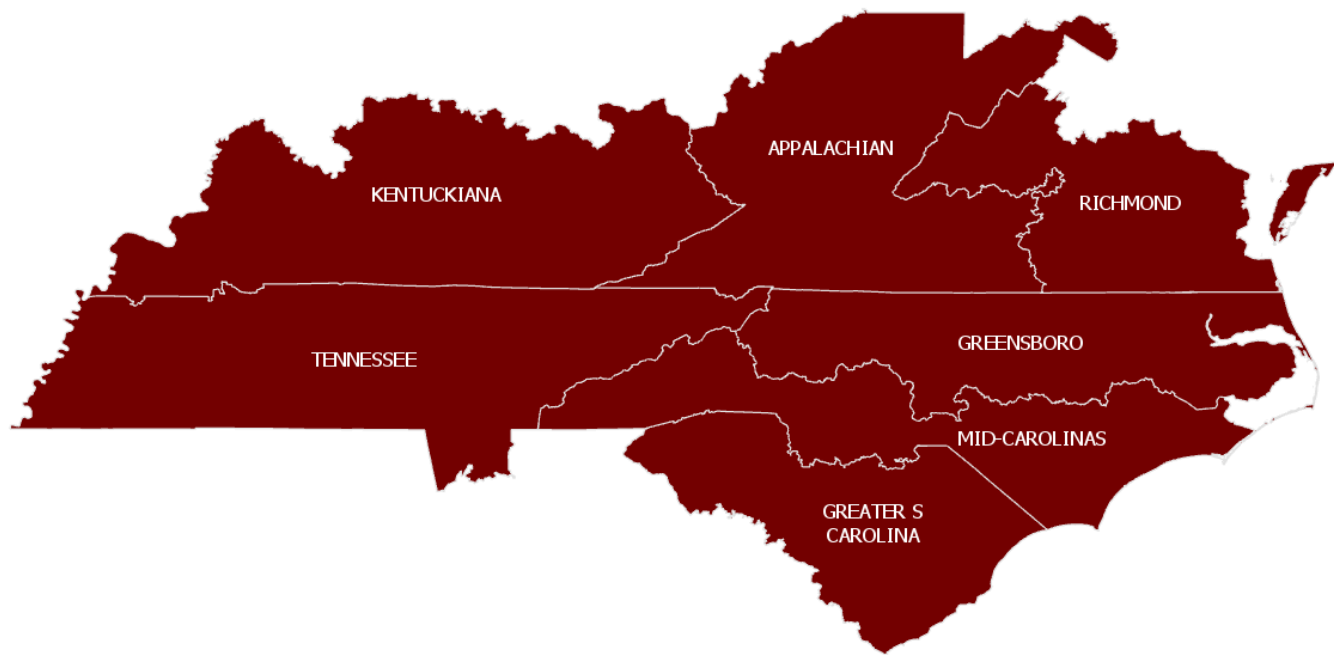 APPALACHIAN
KENTUCKIANA
RICHMOND
GREENSBORO
TENNESSEE
MID-CAROLINAS
GREATER S
CAROLINA